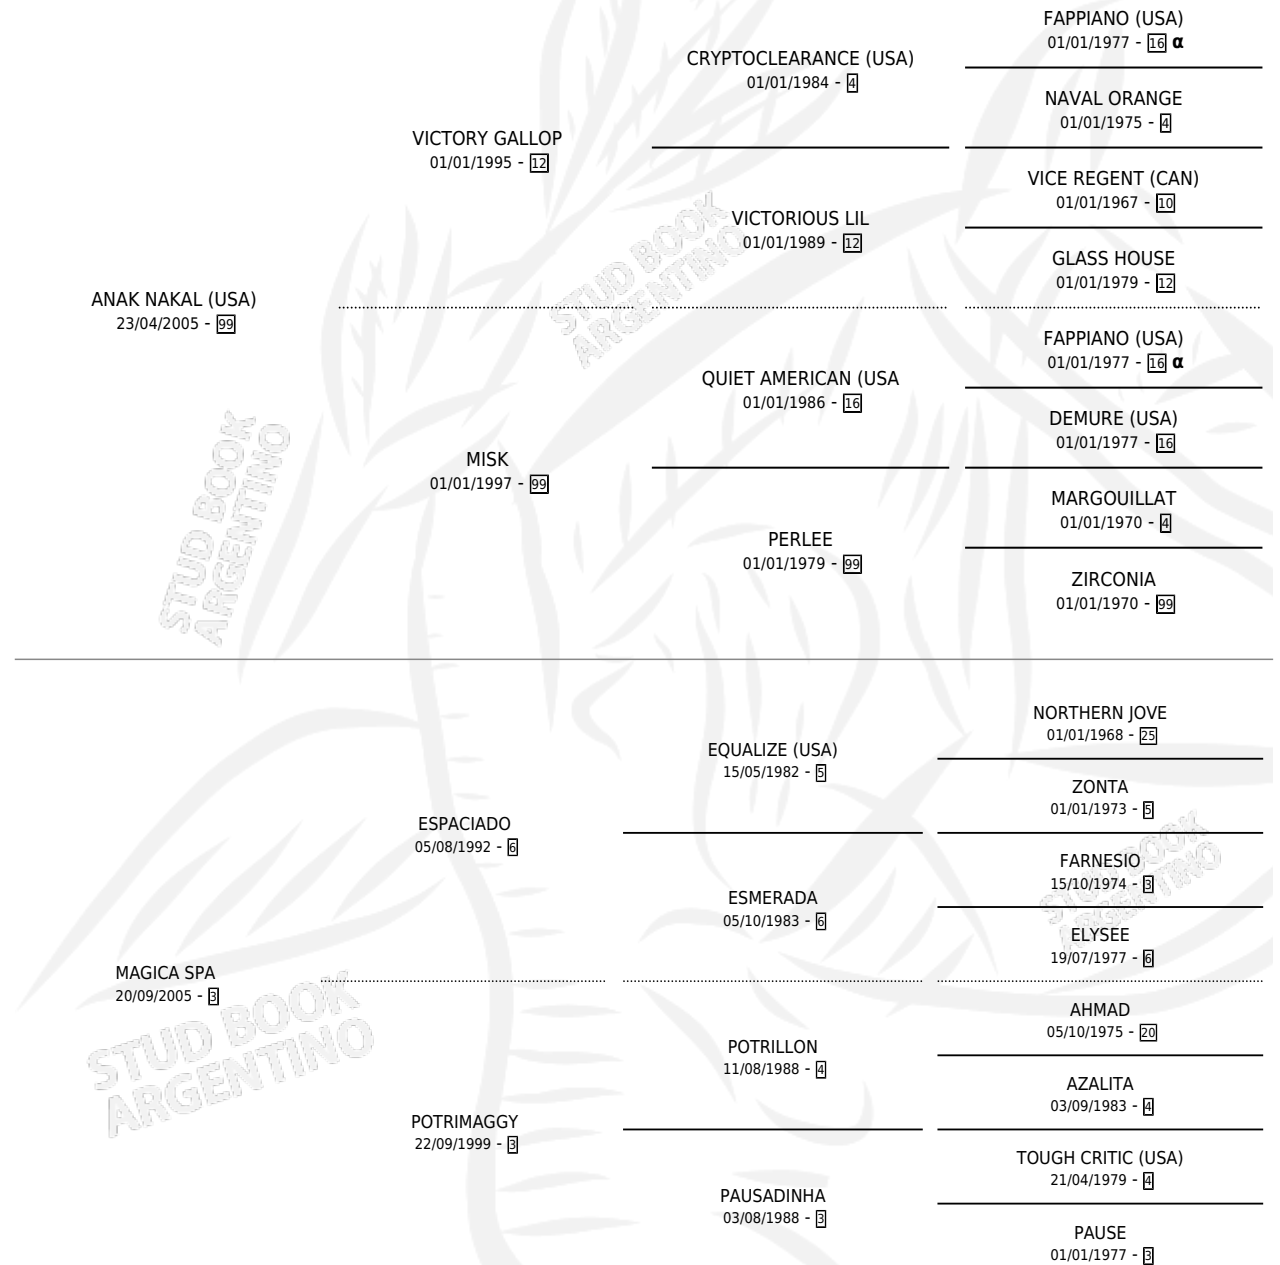 FAPPIANO (USA)
01/01/1977 - 16 α
CRYPTOCLEARANCE (USA)
01/01/1984 - 4
NAVAL ORANGE
01/01/1975 - 4
VICTORY GALLOP
01/01/1995 - 12
VICE REGENT (CAN)
01/01/1967 - 10
VICTORIOUS LIL
01/01/1989 - 12
GLASS HOUSE
01/01/1979 - 12
ANAK NAKAL (USA)
23/04/2005 - 99
FAPPIANO (USA)
01/01/1977 - 16 α
QUIET AMERICAN (USA
01/01/1986 - 16
DEMURE (USA)
01/01/1977 - 16
MISK
01/01/1997 - 99
MARGOUILLAT
01/01/1970 - 4
PERLEE
01/01/1979 - 99
ZIRCONIA
01/01/1970 - 99
NORTHERN JOVE
01/01/1968 - 25
EQUALIZE (USA)
15/05/1982 - 5
ZONTA
01/01/1973 - 5
ESPACIADO
05/08/1992 - 6
FARNESIO
15/10/1974 - 3
ESMERADA
05/10/1983 - 6
ELYSEE
19/07/1977 - 6
MAGICA SPA
20/09/2005 - 3
AHMAD
05/10/1975 - 20
POTRILLON
11/08/1988 - 4
AZALITA
03/09/1983 - 4
POTRIMAGGY
22/09/1999 - 3
TOUGH CRITIC (USA)
21/04/1979 - 4
PAUSADINHA
03/08/1988 - 3
PAUSE
01/01/1977 - 3
STUD BOOK
ARGENTINO
STUD BOOK
ARGENTINO
STUD BOOK
ARGENTINO
STUD BOOK
ARGENTINO